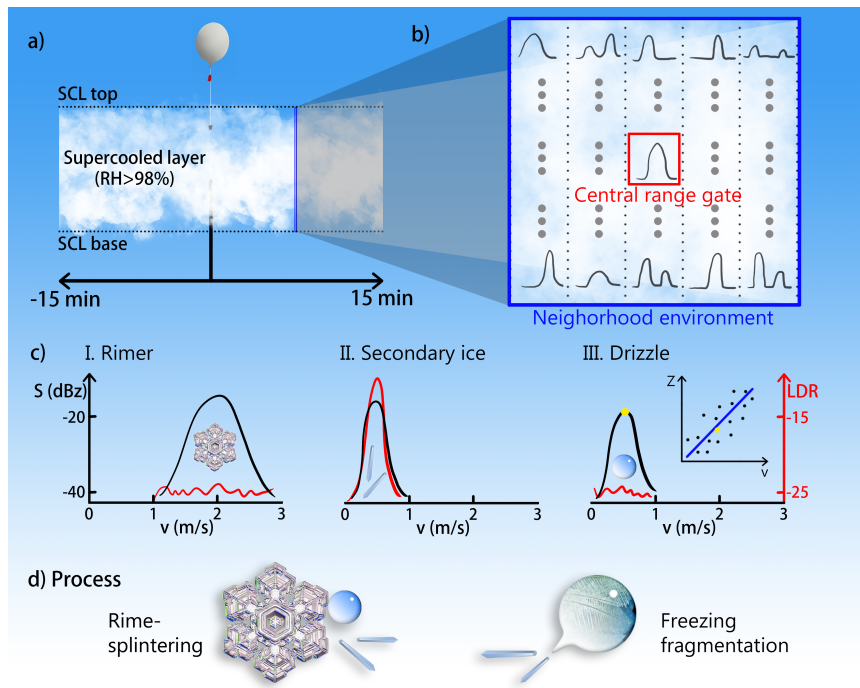 a)
SCL top
Supercooled layer
(RH>98%)
SCL base
-15 min
15 min
b)
Central range gate
Neighorhood environment
c)
I. Rimer
II. Secondary ice
III. Drizzle
S (dBz)
-20
-40
0
1
2
3
v (m/s)
0
1
2
3
v (m/s)
Z
v
LDR
-15
-25
0
1
2
3
v (m/s)
d) Process
Rime-
splintering
Freezing
fragmentation